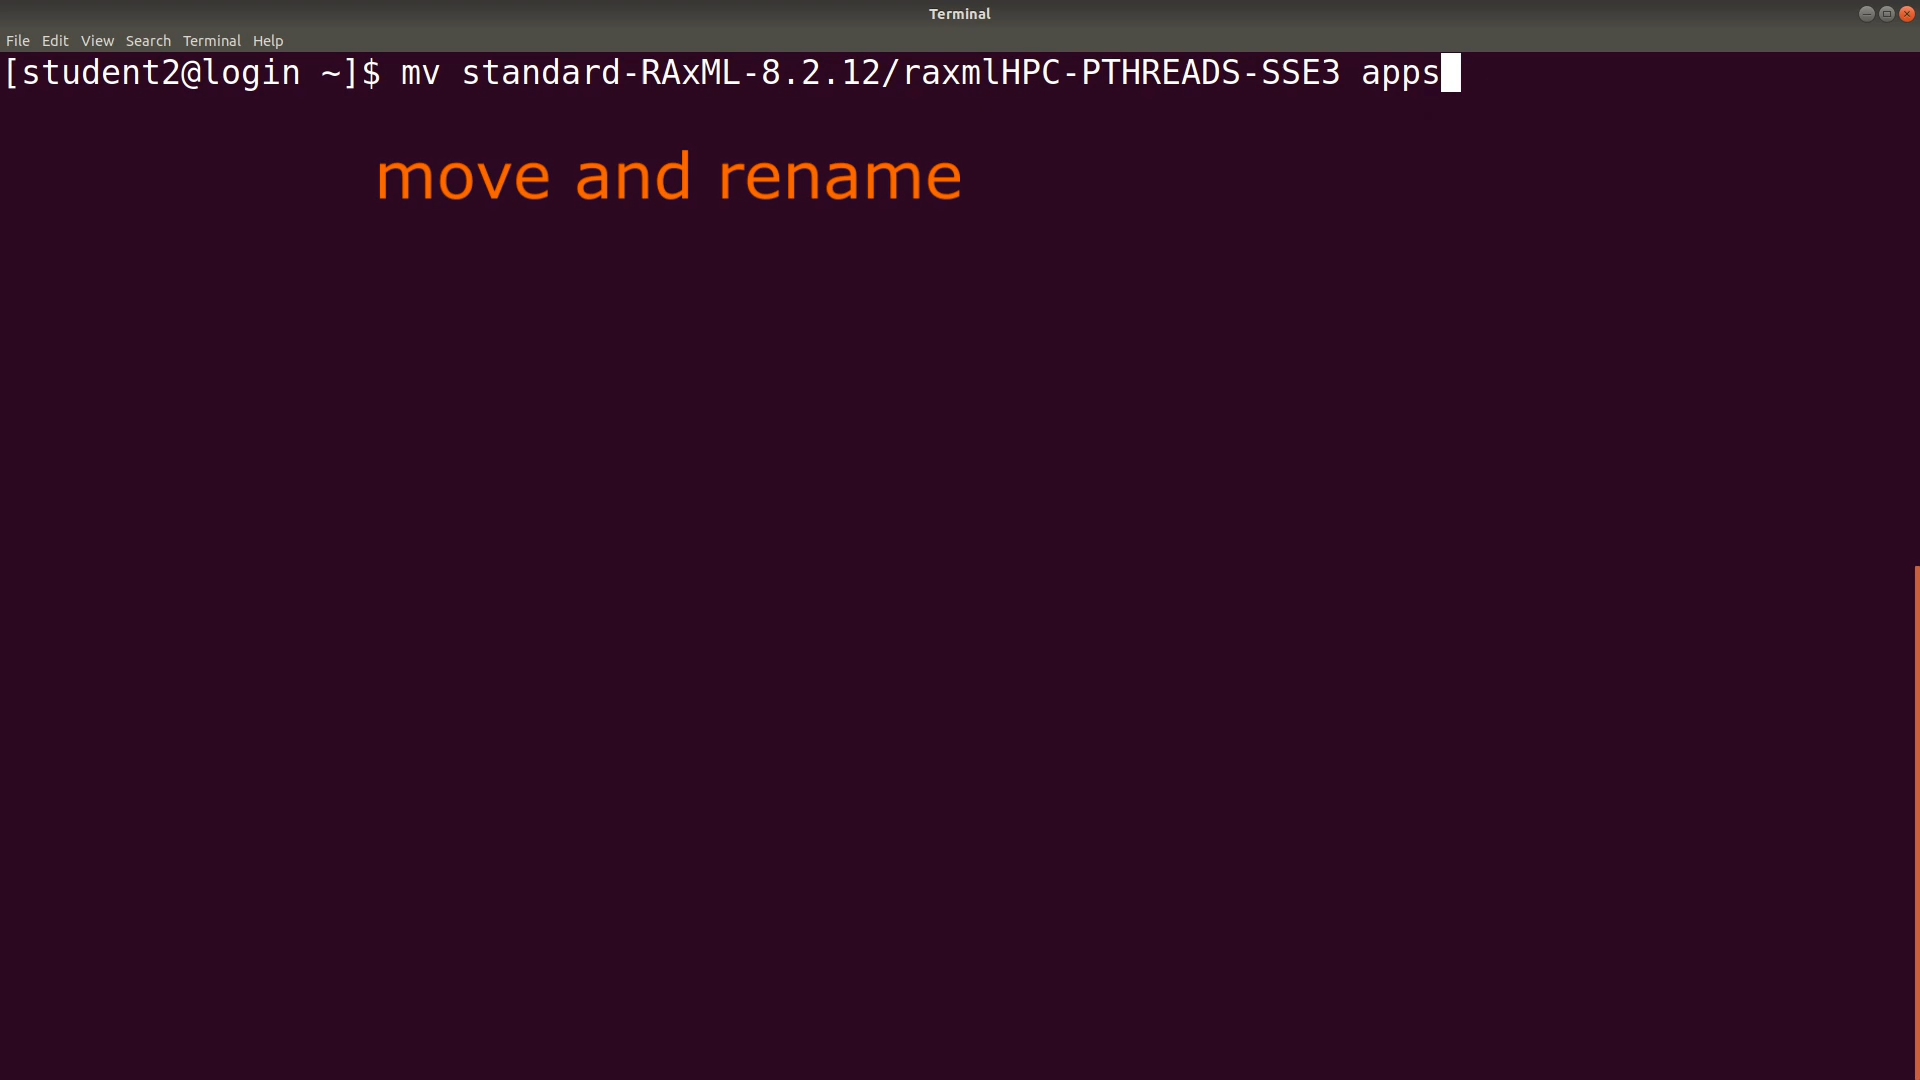 Terminal
File Edit View Search Terminal Help
[student2@login ~]$ mv standard-RAxML-8.2.12/raxmlHPC-PTHREADS-SSE3 apps
move and rename